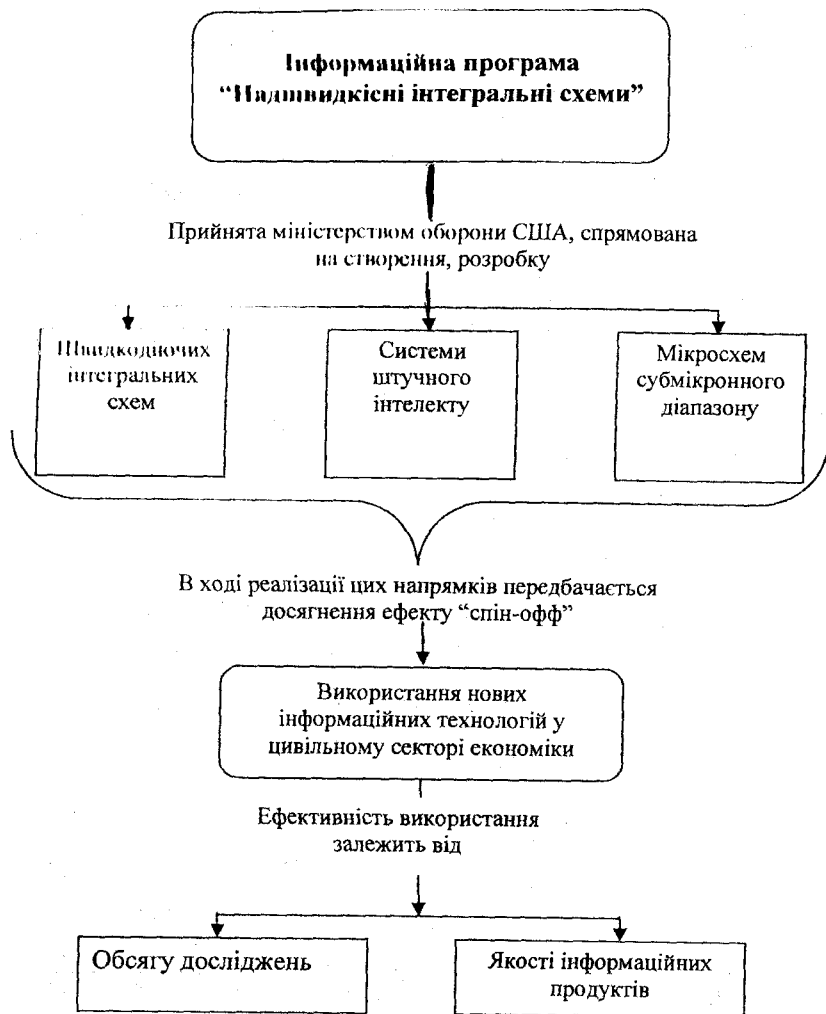 Інформаційна програма
“Надшвидкісні інтегральні схеми”
Прийнята міністерством оборони США, спрямована
на створення, розробку
Швидкодіючих
інтегральних
схем
Системи
штучного
інтелекту
Мікросхем
субмікронного
діапазону
В ході реалізації цих напрямків передбачається
досягнення ефекту “спін-офф”
Використання нових
інформаційних технологій у
цивільному секторі економіки
Ефективність використання
залежить від
Обсягу досліджень
Якості інформаційних
продуктів